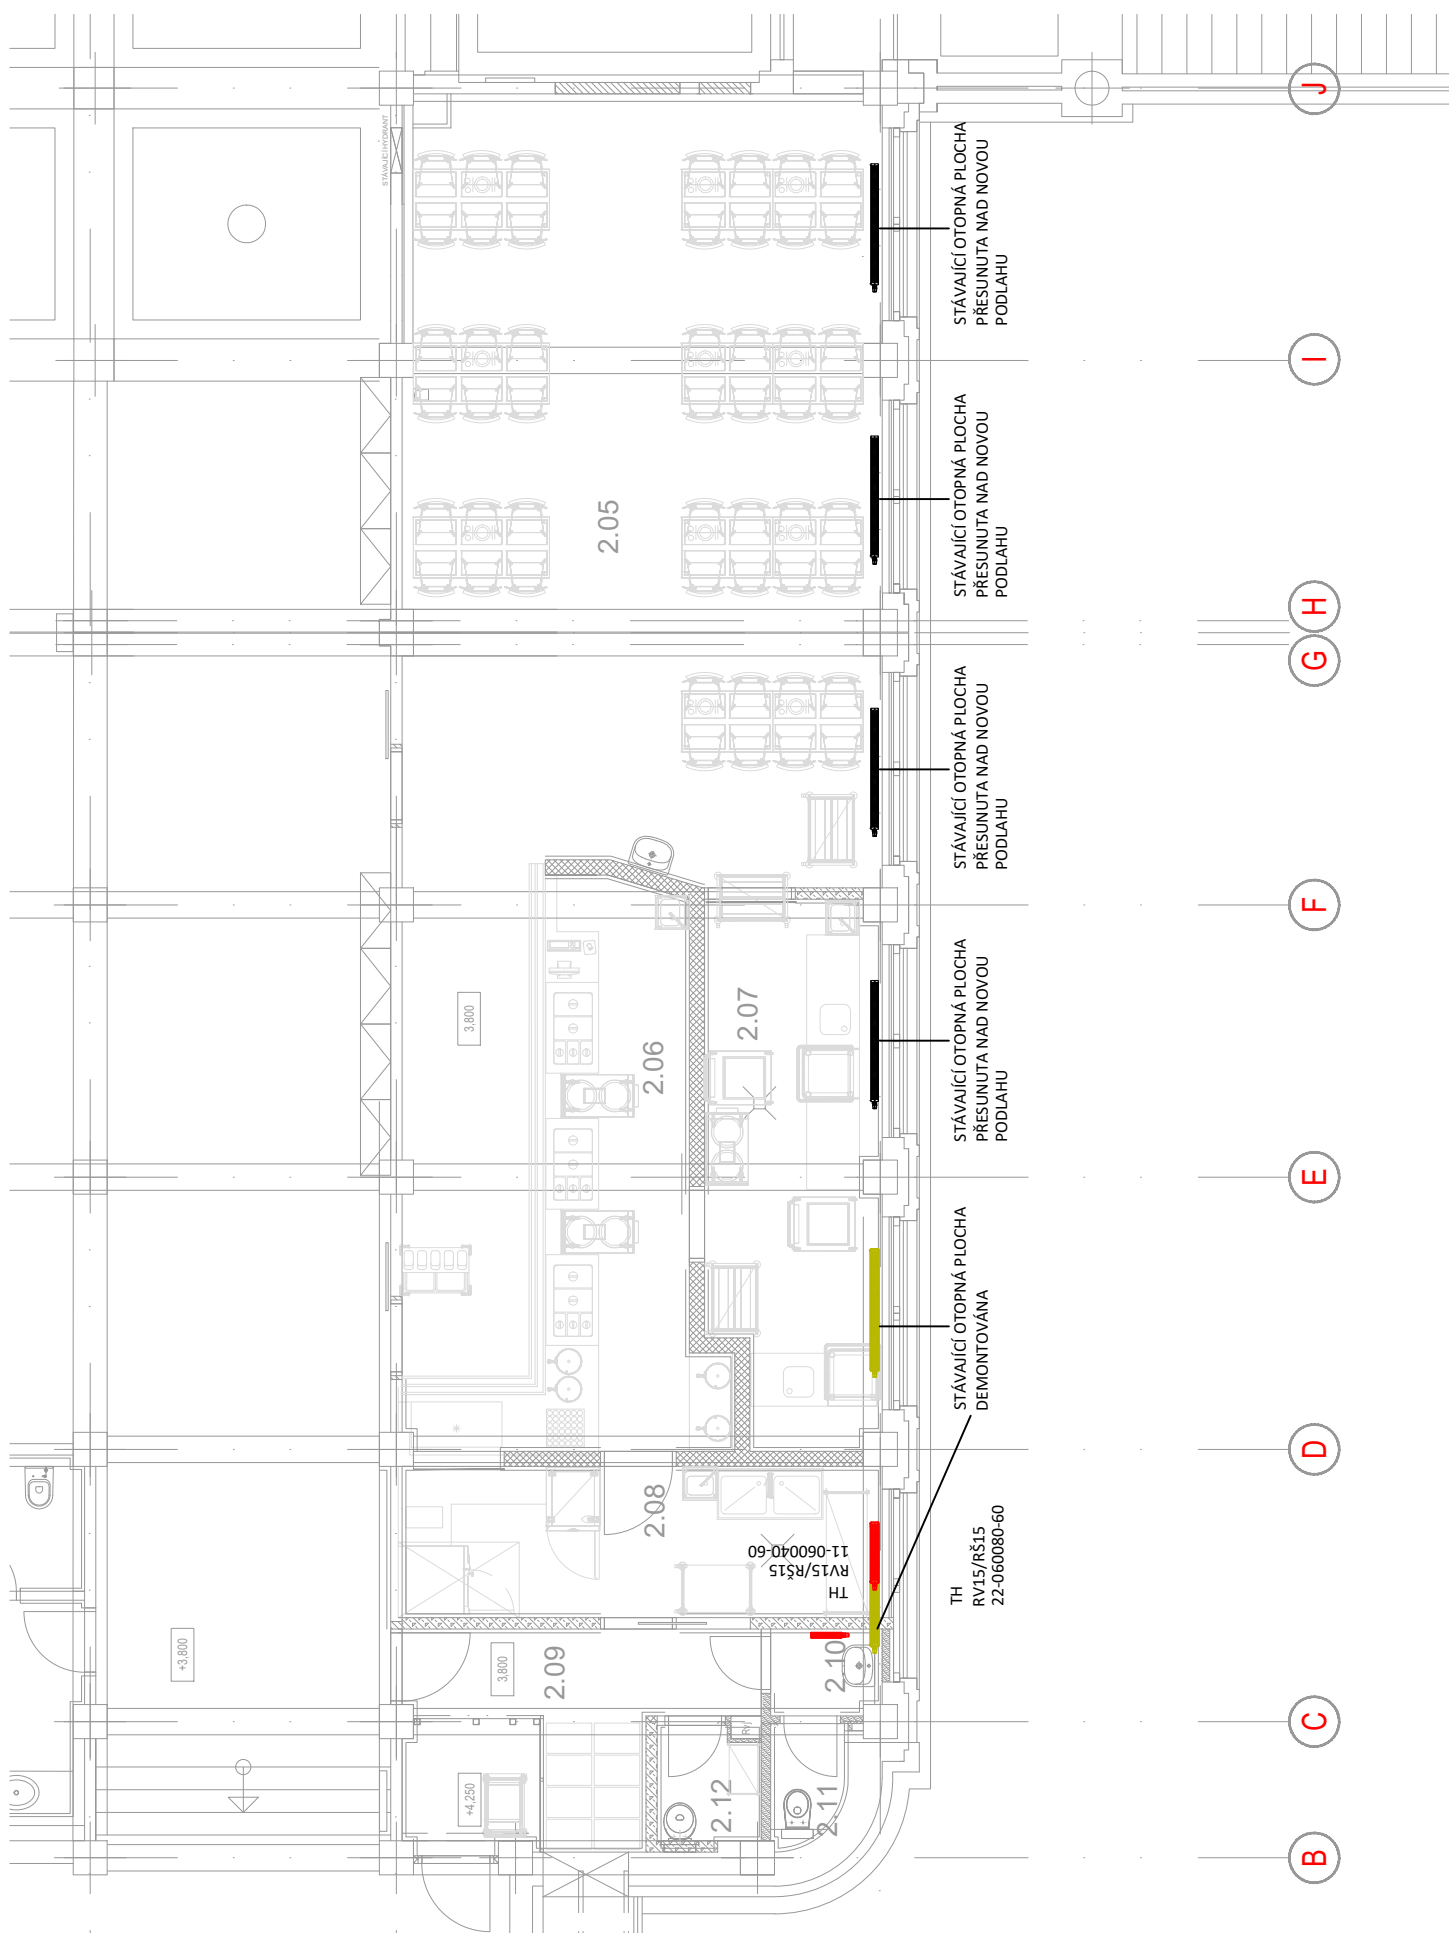 J
STÁVAJÍCÍ HYDRANT
STÁVAJÍCÍ OTOPNÁ PLOCHA
PŘESUNUTA NAD NOVOU
PODLAHU
I
STÁVAJÍCÍ OTOPNÁ PLOCHA
PŘESUNUTA NAD NOVOU
PODLAHU
2.05
H
G
STÁVAJÍCÍ OTOPNÁ PLOCHA
PŘESUNUTA NAD NOVOU
PODLAHU
F
3,800
2.06
2.07
STÁVAJÍCÍ OTOPNÁ PLOCHA
PŘESUNUTA NAD NOVOU
PODLAHU
E
STÁVAJÍCÍ OTOPNÁ PLOCHA
DEMONTOVÁNA
D
2.08
TH
RV15/RŠ15
11-060040-60
TH
RV15/RŠ15
22-060080-60
+3,800
3,800
2.09
2.10
C
Rvj
+4,250
2.12
2.11
B